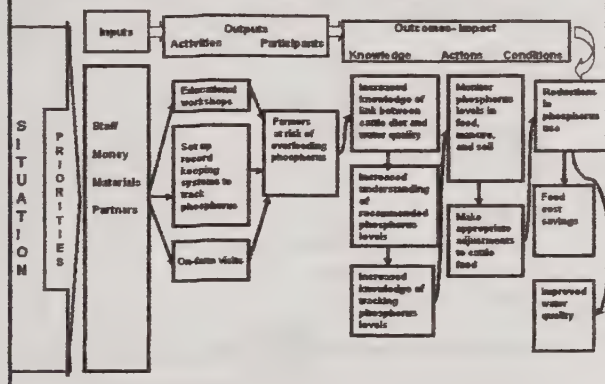 Inputs
Outputs
Activities Participants
Outcomes-Impact
Knowledge Actions Conditions
SITUATION
PRIORITIES
Staff
Money
Materials
Partners
Educational
workshops
Set up
record
keeping
systems to
track
phosphorus
On-farm visits
Farmers
at risk of
overfeeding
phosphorus
Increased
knowledge of
link between
cattle diet and
water quality
Increased
understanding
of
recommended
phosphorus
levels
Increased
knowledge of
tracking
phosphorus
levels
Monitor
phosphorus
levels in
feed,
manure,
and soil
Make
appropriate
adjustments
to cattle
feed
Reductions
in
phosphorus
use
Feed
cost
savings
Improved
water
quality